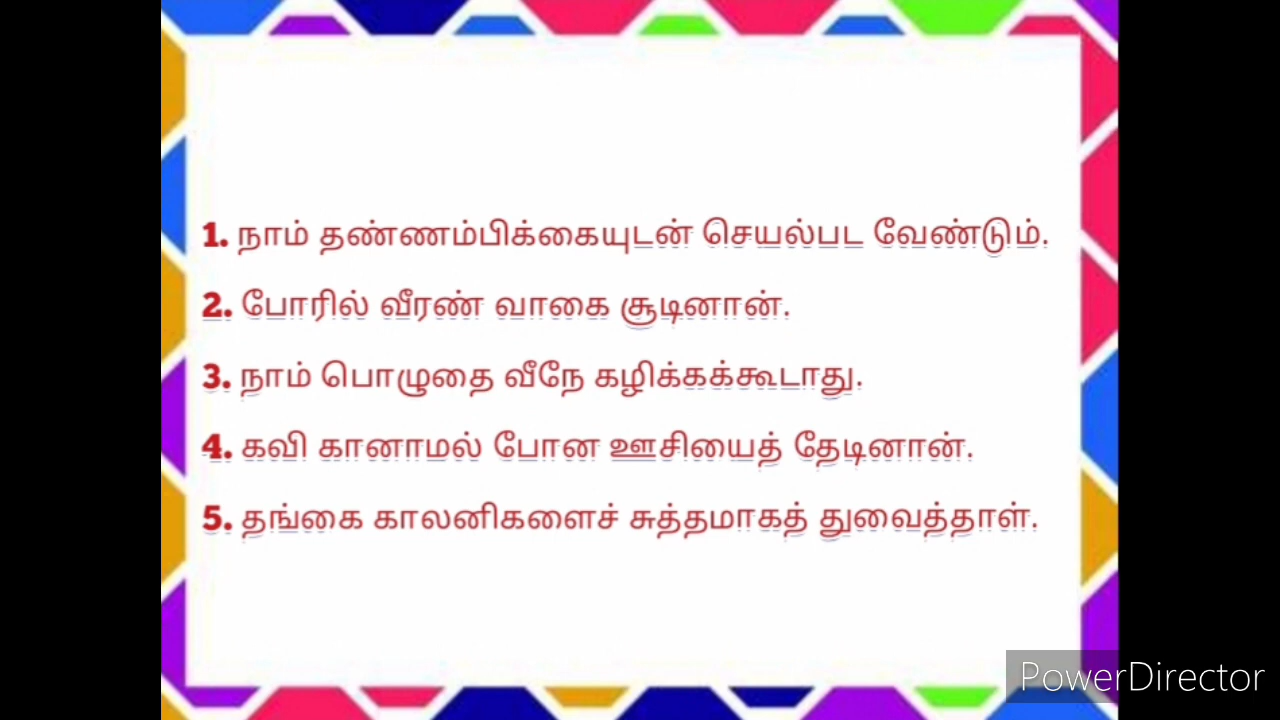 1. நாம் தண்ணம்பிக்கையுடன் செயல்பட வேண்டும்.
2. போரில் வீரண் வாகை சூடினான்.
3. நாம் பொழுதை வீநே கழிக்கக்கூடாது.
4. கவி கானாமல் போன ஊசியைத் தேடினான்.
5. தங்கை காலனிகளைச் சுத்தமாகத் துவைத்தாள்.
PowerDirector